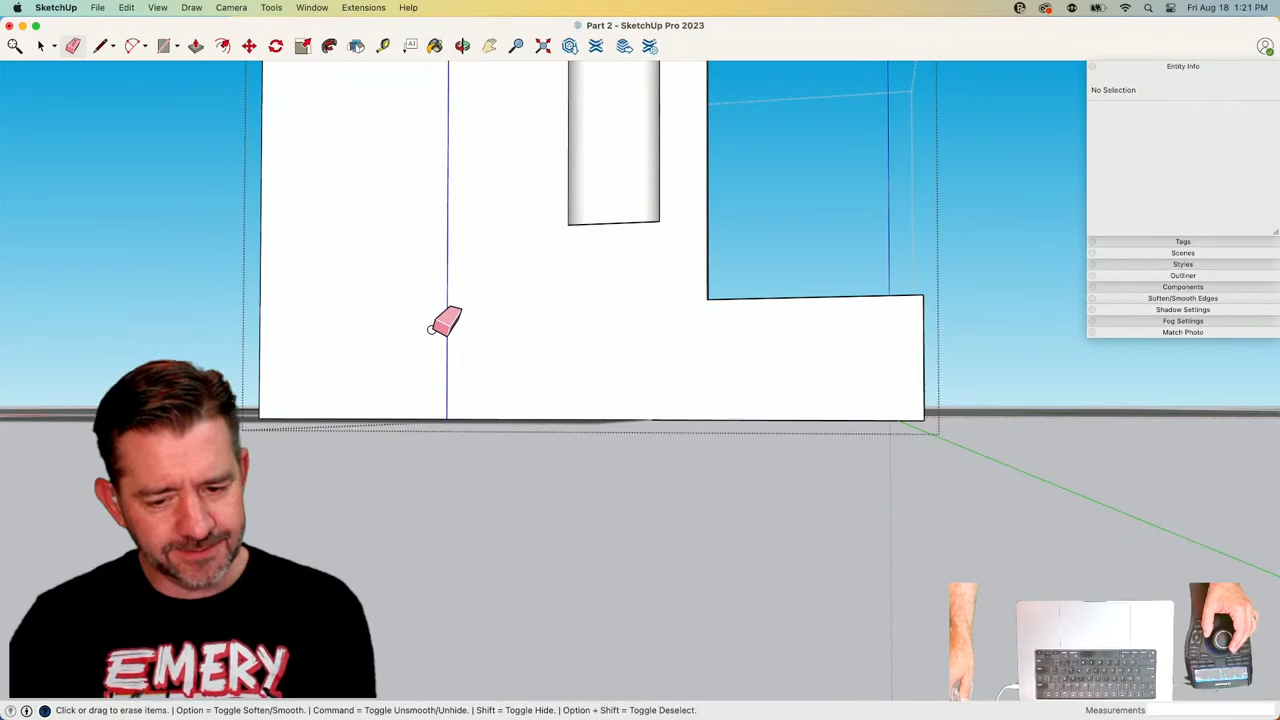 SketchUp File Edit View Draw Camera Tools Window Extensions Help Fri Aug 18 1:21 PM
Part 2 - SketchUp Pro 2023
Entity Info
No Selection
Tags
Scenes
Styles
Outliner
Components
Soften/Smooth Edges
Shadow Settings
Fog Settings
Match Photo
EMERY
Click or drag to erase items. | Option = Toggle Soften/Smooth. | Command = Toggle Unsmooth/Unhide. | Shift = Toggle Hide. | Option + Shift = Toggle Deselect. Measurements